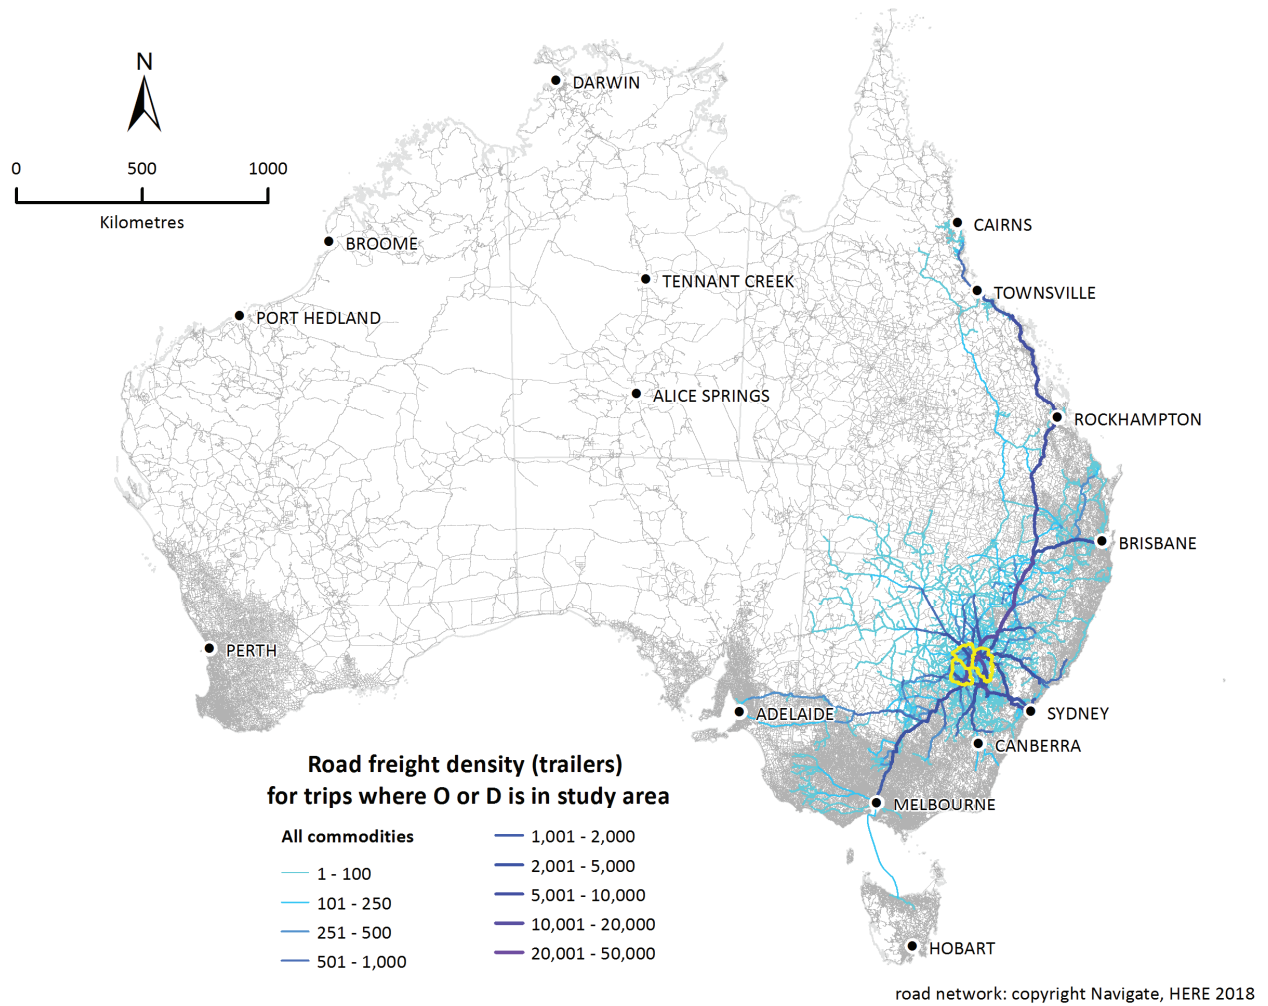 N
0 500 1000
Kilometres
DARWIN
CAIRNS
BROOME
TENNANT CREEK
TOWNSVILLE
PORT HEDLAND
ALICE SPRINGS
ROCKHAMPTON
BRISBANE
PERTH
ADELAIDE
SYDNEY
CANBERRA
MELBOURNE
HOBART
Road freight density (trailers)
for trips where O or D is in study area
All commodities
1 - 100
101 - 250
251 - 500
501 - 1,000
1,001 - 2,000
2,001 - 5,000
5,001 - 10,000
10,001 - 20,000
20,001 - 50,000
road network: copyright Navigate, HERE 2018